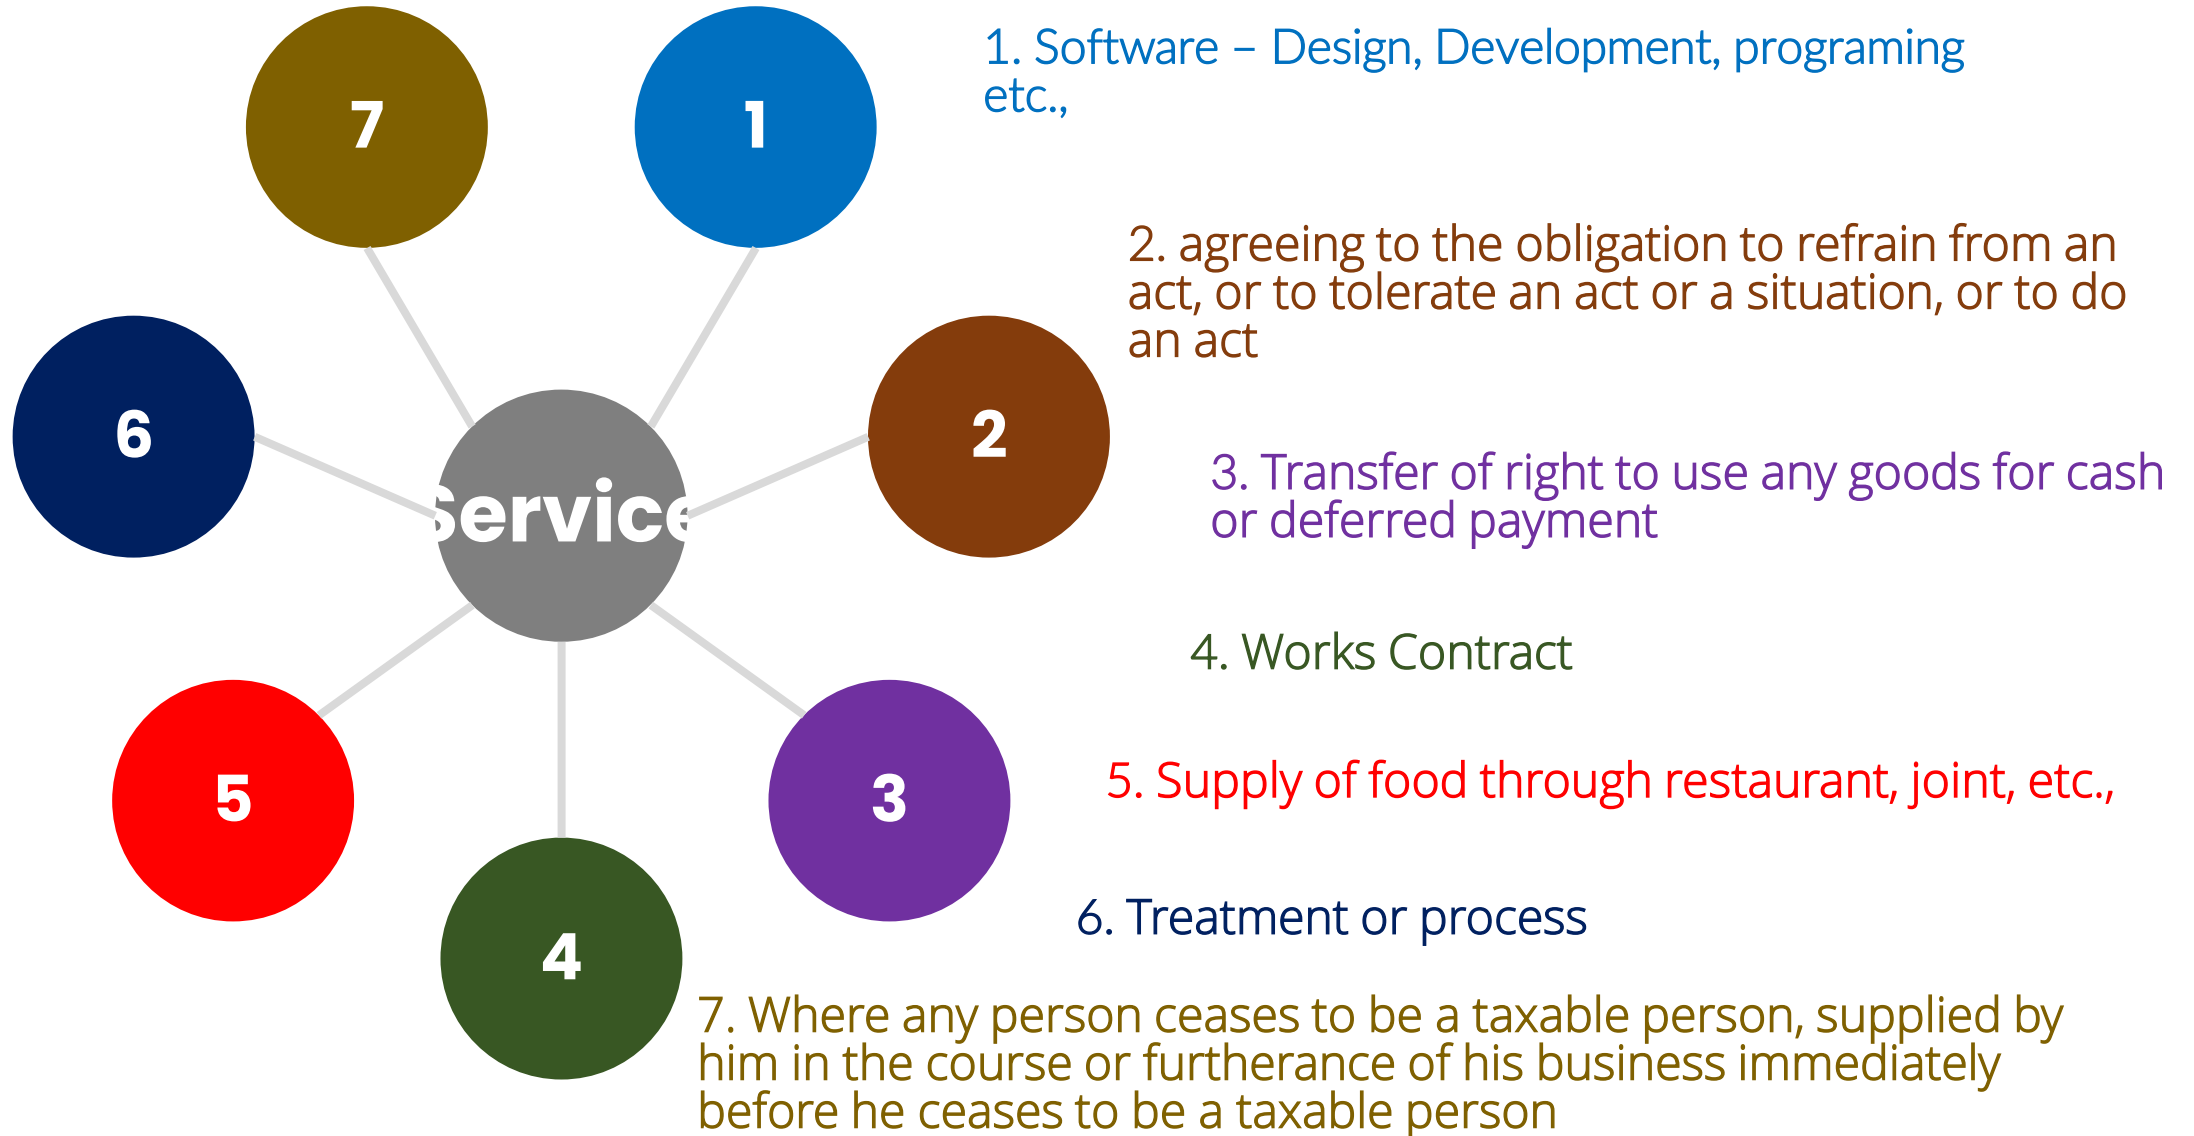 7
1
6
2
Service
5
3
4
1. Software – Design, Development, programing
etc.,
2. agreeing to the obligation to refrain from an
act, or to tolerate an act or a situation, or to do
an act
3. Transfer of right to use any goods for cash
or deferred payment
4. Works Contract
5. Supply of food through restaurant, joint, etc.,
6. Treatment or process
7. Where any person ceases to be a taxable person, supplied by
him in the course or furtherance of his business immediately
before he ceases to be a taxable person